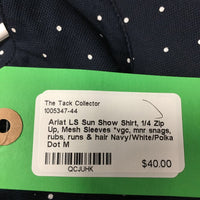 The Tack Collector
1005347-44
Ariat LS Sun Show Shirt, 1/4 Zip
Up, Mesh Sleeves *vgc, mnr snags,
rubs, runs & hair Navy/White/Polka
Dot M
$40.00
QCJUHK